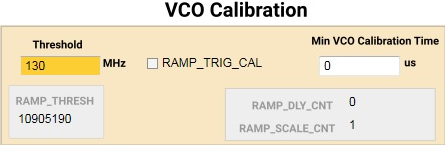 VCO Calibration
Threshold
Min VCO Calibration Time
130 MHz
RAMP_TRIG_CAL
0 us
RAMP_THRESH
10905190
RAMP_DLY_CNT 0
RAMP_SCALE_CNT 1